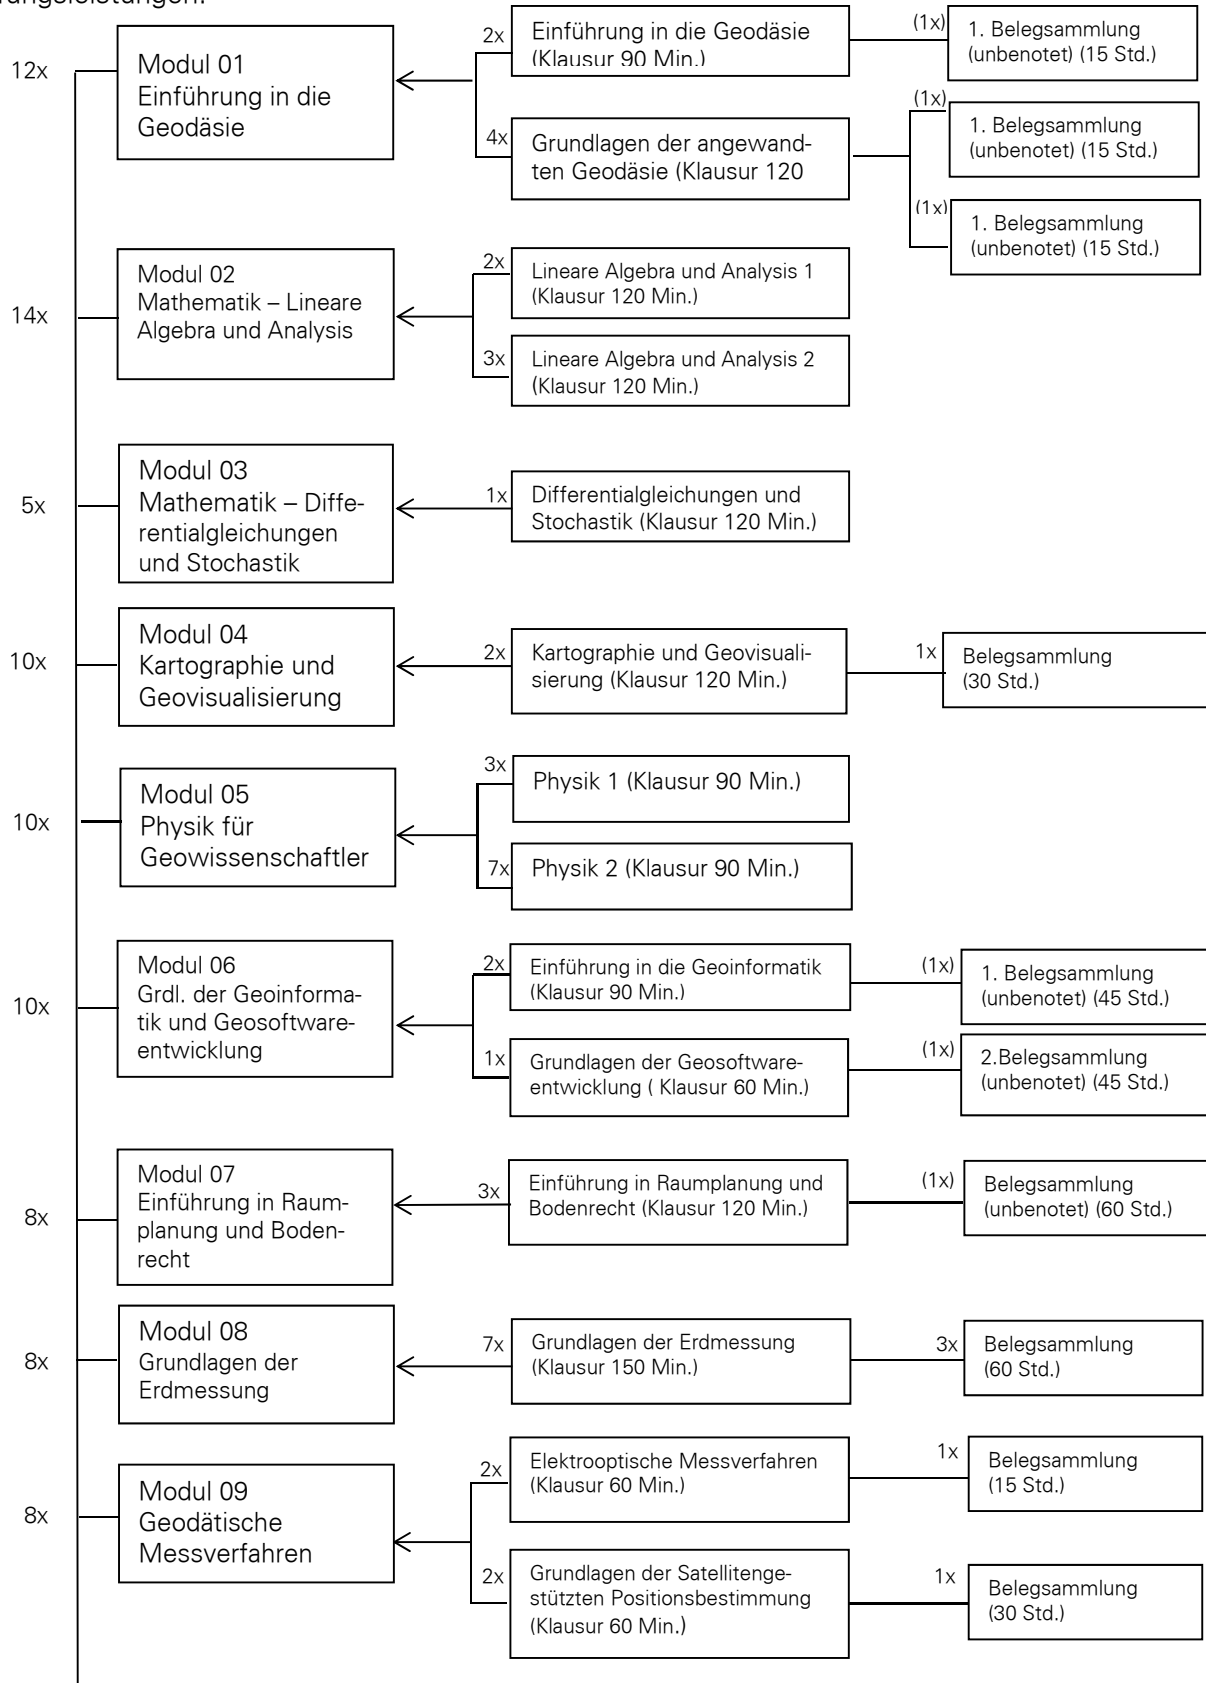 12x
Modul 01
Einführung in die
Geodäsie
2x
Einführung in die Geodäsie
(Klausur 90 Min.)
(1x)
1. Belegsammlung
(unbenotet) (15 Std.)
4x
Grundlagen der angewand-
ten Geodäsie (Klausur 120
(1x)
1. Belegsammlung
(unbenotet) (15 Std.)
(1x)
1. Belegsammlung
(unbenotet) (15 Std.)
14x
Modul 02
Mathematik – Lineare
Algebra und Analysis
2x
Lineare Algebra und Analysis 1
(Klausur 120 Min.)
3x
Lineare Algebra und Analysis 2
(Klausur 120 Min.)
5x
Modul 03
Mathematik – Diffe-
rentialgleichungen
und Stochastik
1x
Differentialgleichungen und
Stochastik (Klausur 120 Min.)
10x
Modul 04
Kartographie und
Geovisualisierung
2x
Kartographie und Geovisuali-
sierung (Klausur 120 Min.)
1x
Belegsammlung
(30 Std.)
10x
Modul 05
Physik für
Geowissenschaftler
3x
Physik 1 (Klausur 90 Min.)
7x
Physik 2 (Klausur 90 Min.)
10x
Modul 06
Grdl. der Geoinforma-
tik und Geosoftware-
entwicklung
2x
Einführung in die Geoinformatik
(Klausur 90 Min.)
(1x)
1. Belegsammlung
(unbenotet) (45 Std.)
1x
Grundlagen der Geosoftware-
entwicklung ( Klausur 60 Min.)
(1x)
2.Belegsammlung
(unbenotet) (45 Std.)
8x
Modul 07
Einführung in Raum-
planung und Boden-
recht
3x
Einführung in Raumplanung und
Bodenrecht (Klausur 120 Min.)
(1x)
Belegsammlung
(unbenotet) (60 Std.)
8x
Modul 08
Grundlagen der
Erdmessung
7x
Grundlagen der Erdmessung
(Klausur 150 Min.)
3x
Belegsammlung
(60 Std.)
8x
Modul 09
Geodätische
Messverfahren
2x
Elektrooptische Messverfahren
(Klausur 60 Min.)
1x
Belegsammlung
(15 Std.)
2x
Grundlagen der Satellitenge-
stützten Positionsbestimmung
(Klausur 60 Min.)
1x
Belegsammlung
(30 Std.)